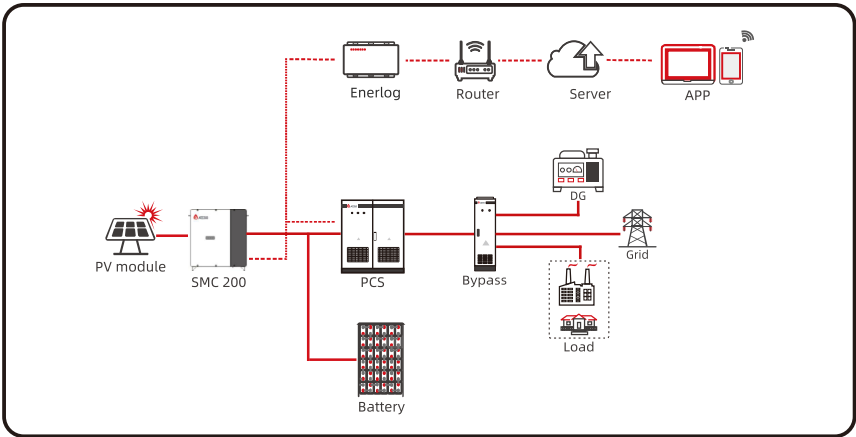 Enerlog
Router
Server
APP
DG
PV module
SMC 200
PCS
Bypass
Grid
Load
Battery